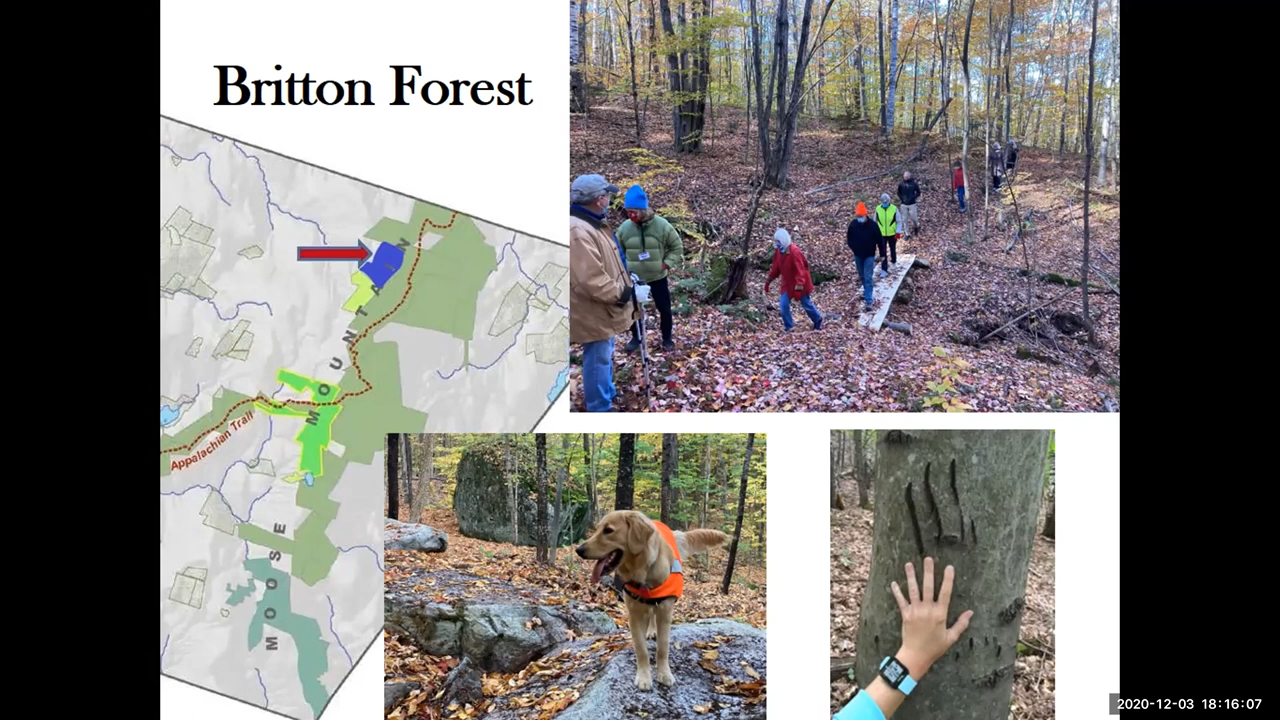 Britton Forest
MOOSE MOUNTAIN
Appalachian Trail
2020-12-03 18:16:07